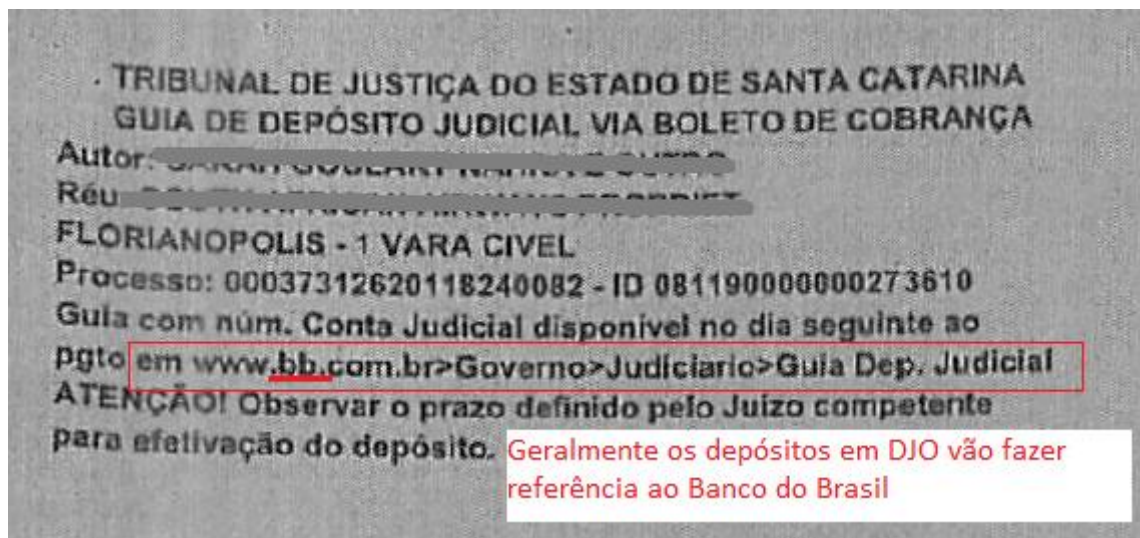 TRIBUNAL DE JUSTIÇA DO ESTADO DE SANTA CATARINA
GUIA DE DEPÓSITO JUDICIAL VIA BOLETO DE COBRANÇA
Autor:
Réu
FLORIANOPOLIS - 1 VARA CIVEL
Processo: 00037312620118240082 - ID 081190000000273610
Guia com núm. Conta Judicial disponível no dia seguinte ao
pgto em www.bb.com.br>Governo>Judiciario>Guia Dep. Judicial
ATENÇÃO! Observar o prazo definido pelo Juizo competente
para efetivação do depósito.
Geralmente os depósitos em DJO vão fazer
referência ao Banco do Brasil